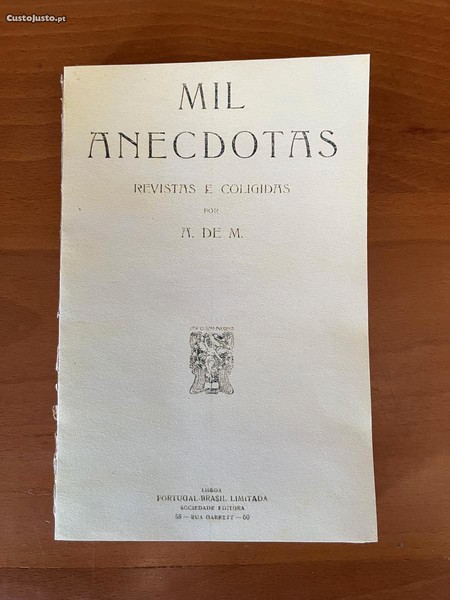 CustoJusto.pt
MIL
ANECDOTAS
REVISTAS E COLIGIDAS
POR
A. DE M.
LISBOA
PORTUGAL-BRASIL LIMITADA
SOCIEDADE EDITORA
58 — RUA GARRETT — 60